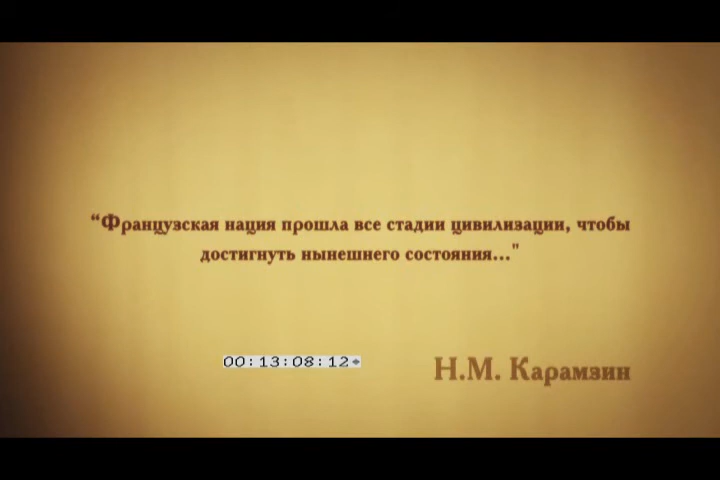 “Французская нация прошла все стадии цивилизации, чтобы
достигнуть нынешнего состояния..."
00:13:08:12
Н.М. Карамзин